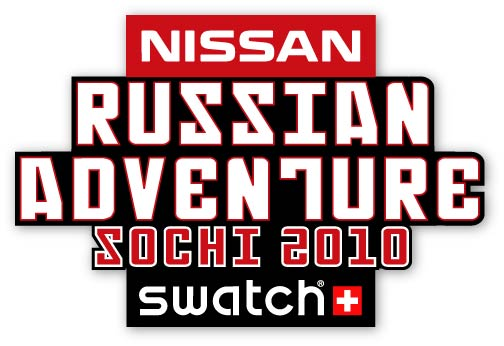 NISSAN
RUSSIAN
ADVENTURE
SOCHI 2010
swatch®